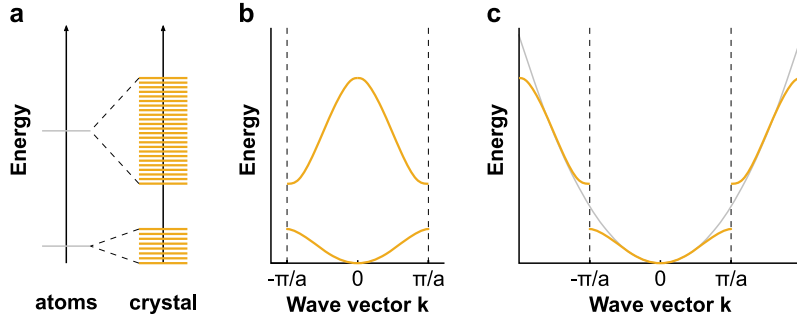 a
Energy
atoms
crystal
b
Energy
-π/a
0
π/a
Wave vector k
c
Energy
-π/a
0
π/a
Wave vector k